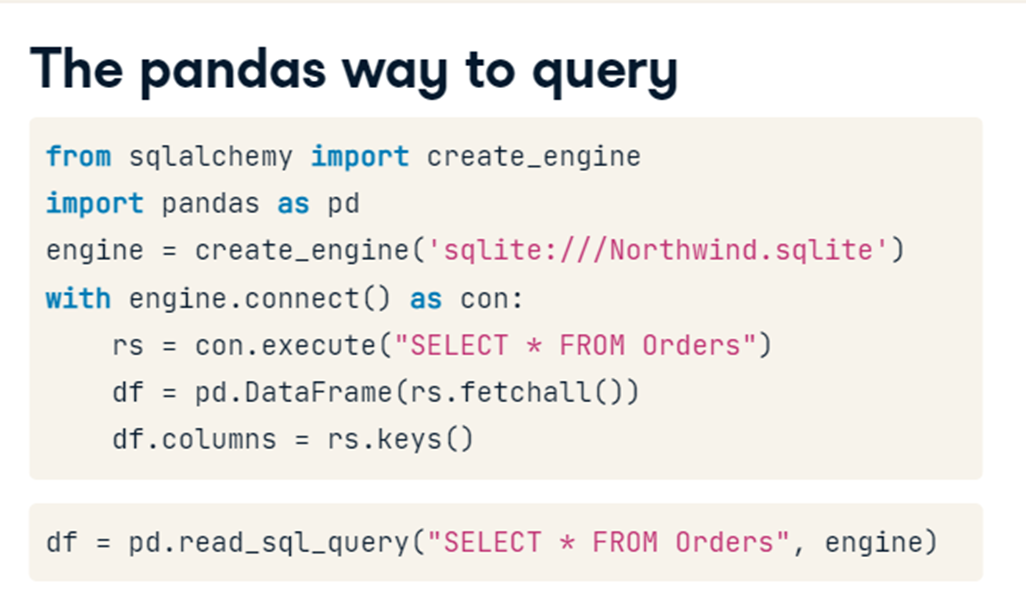 The pandas way to query
from sqlalchemy import create_engine
import pandas as pd
engine = create_engine('sqlite:///Northwind.sqlite')
with engine.connect() as con:
    rs = con.execute("SELECT * FROM Orders")
    df = pd.DataFrame(rs.fetchall())
    df.columns = rs.keys()
df = pd.read_sql_query("SELECT * FROM Orders", engine)